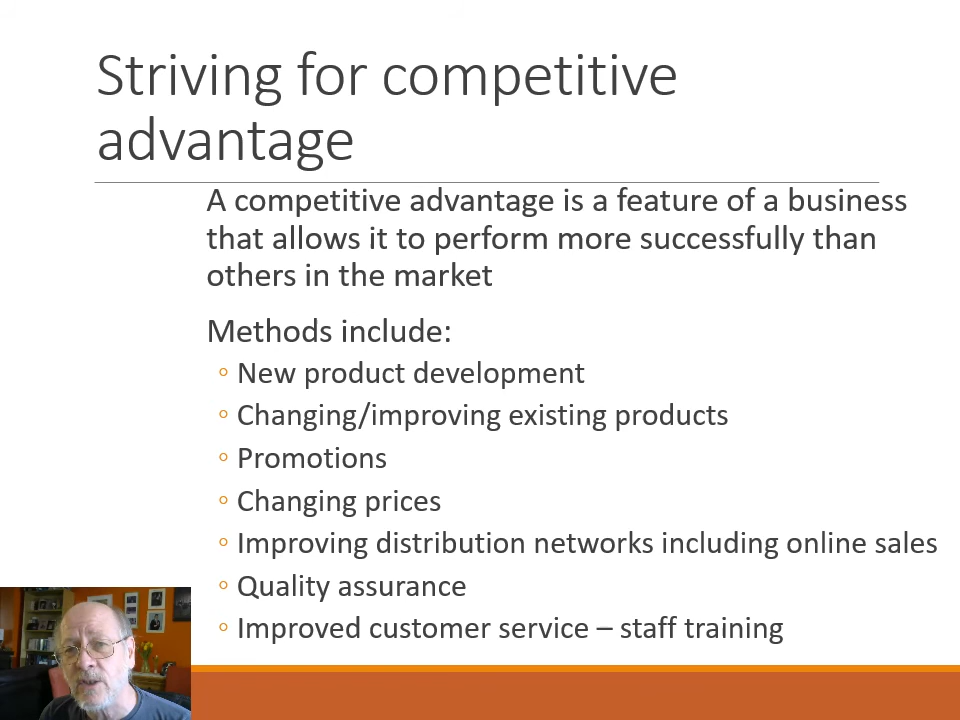 Striving for competitive
advantage
A competitive advantage is a feature of a business
that allows it to perform more successfully than
others in the market
Methods include:
◦ New product development
◦ Changing/improving existing products
◦ Promotions
◦ Changing prices
◦ Improving distribution networks including online sales
◦ Quality assurance
◦ Improved customer service – staff training